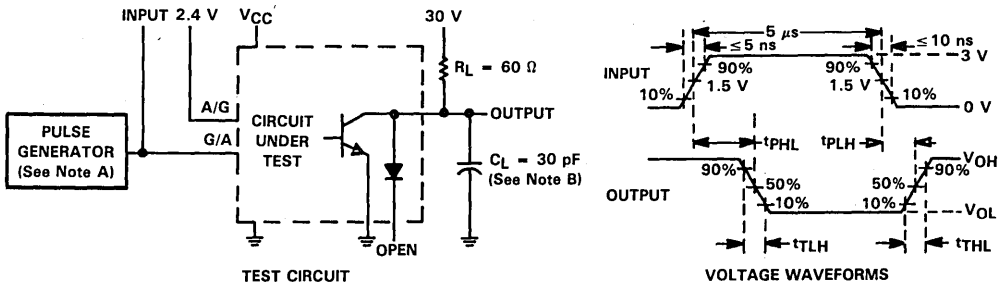 INPUT 2.4 V VCC 30 V
RL = 60 Ω
A/G
OUTPUT
PULSE
GENERATOR
(See Note A)
G/A
CIRCUIT
UNDER
TEST
CL = 30 pF
(See Note B)
OPEN
TEST CIRCUIT
5 μs
≤5 ns
≤10 ns
3 V
INPUT
90%
90%
1.5 V
1.5 V
10%
10%
0 V
tPHL
tPLH
VOH
90%
90%
OUTPUT
50%
50%
10%
10%
VOL
tTLH
tTHL
VOLTAGE WAVEFORMS